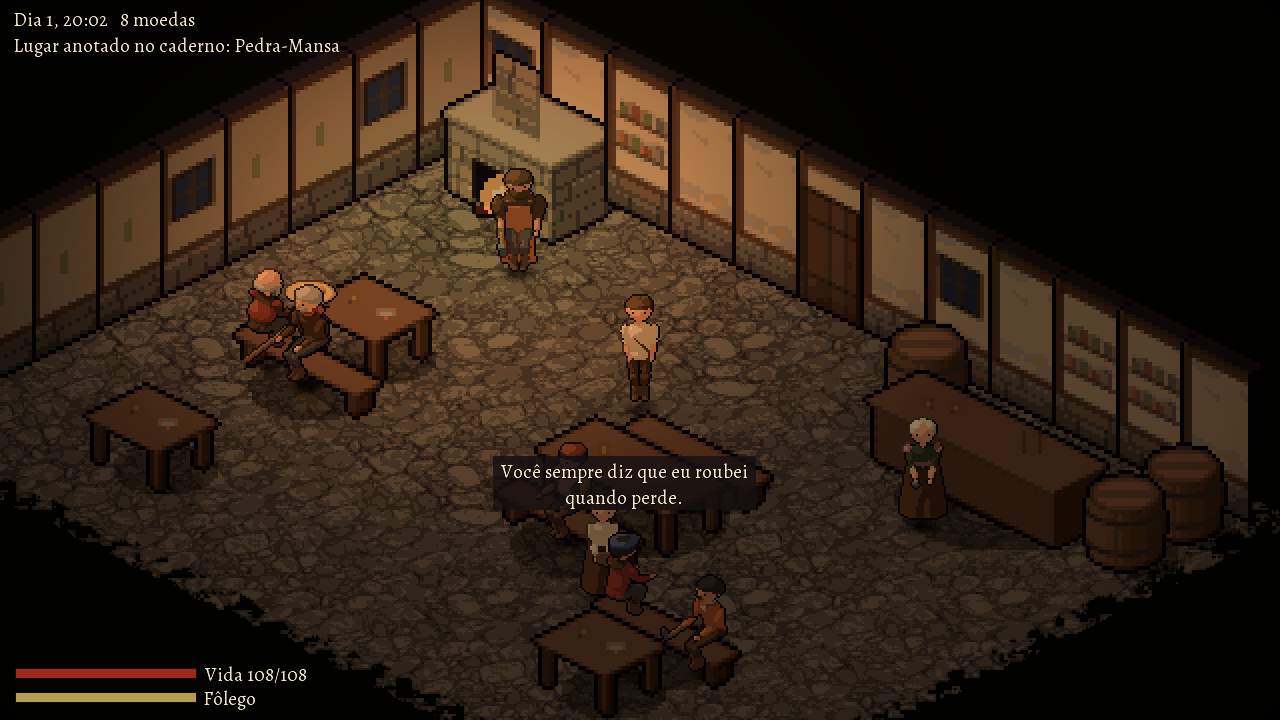 Dia 1, 20:02 8 moedas
Lugar anotado no caderno: Pedra-Mansa
Você sempre diz que eu roubei
quando perde.
Vida 108/108
Fôlego